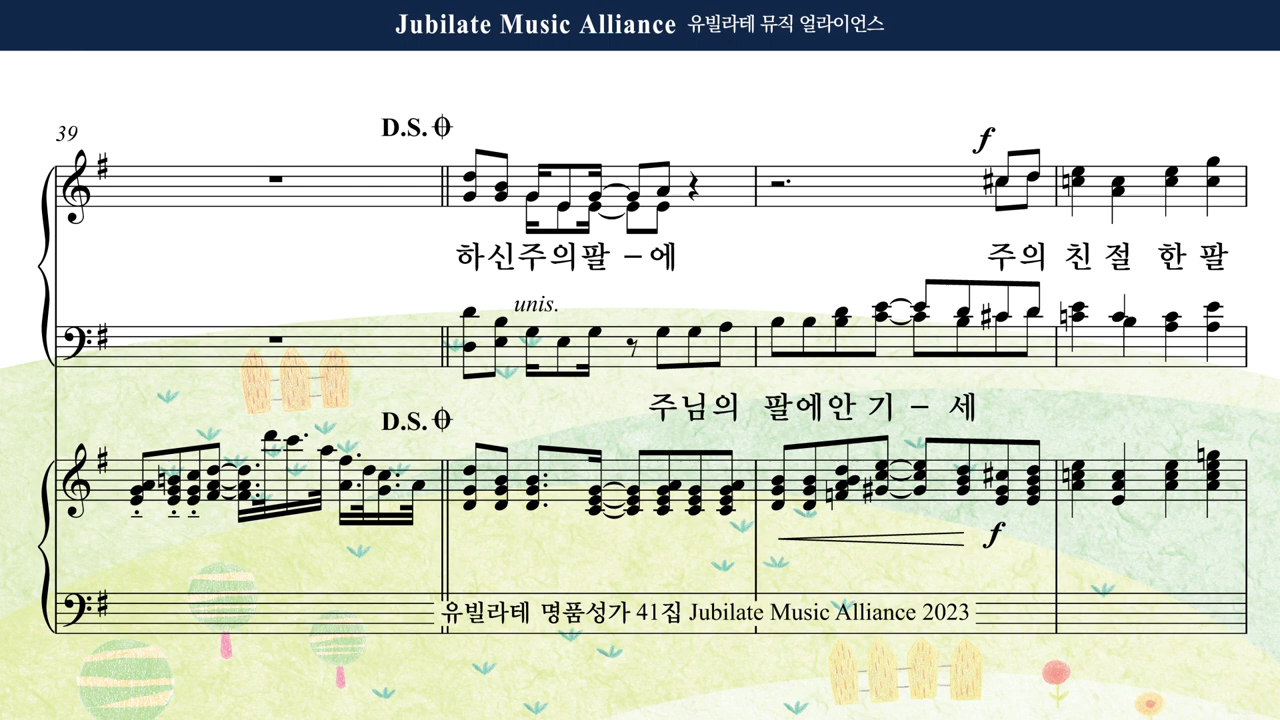 Jubilate Music Alliance 유빌라테 뮤직 얼라이언스
39
D.S.
f
하신주의팔 – 에 주의 친 절 한 팔
unis.
주님의 팔에안 기 – 세
D.S.
f
유빌라테 명품성가 41집 Jubilate Music Alliance 2023